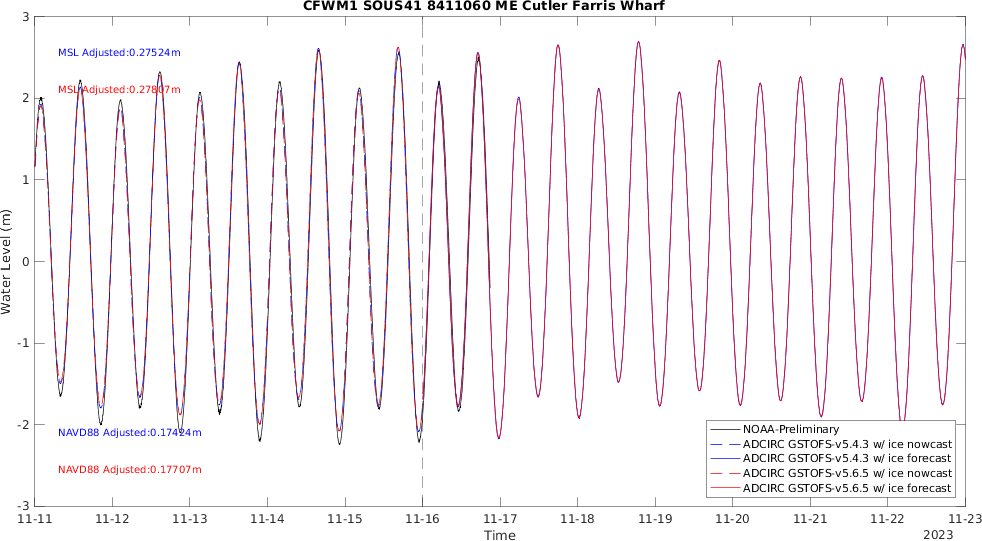 CFWM1 SOUS41 8411060 ME Cutler Farris Wharf
3
2
1
0
-1
-2
-3
Water Level (m)
MSL Adjusted:0.27524m
MSL Adjusted:0.27807m
NAVD88 Adjusted:0.17424m
NAVD88 Adjusted:0.17707m
NOAA-Preliminary
ADCIRC GSTOFS-v5.4.3 w/ ice nowcast
ADCIRC GSTOFS-v5.4.3 w/ ice forecast
ADCIRC GSTOFS-v5.6.5 w/ ice nowcast
ADCIRC GSTOFS-v5.6.5 w/ ice forecast
11-11 11-12 11-13 11-14 11-15 11-16 11-17 11-18 11-19 11-20 11-21 11-22 11-23
Time
2023